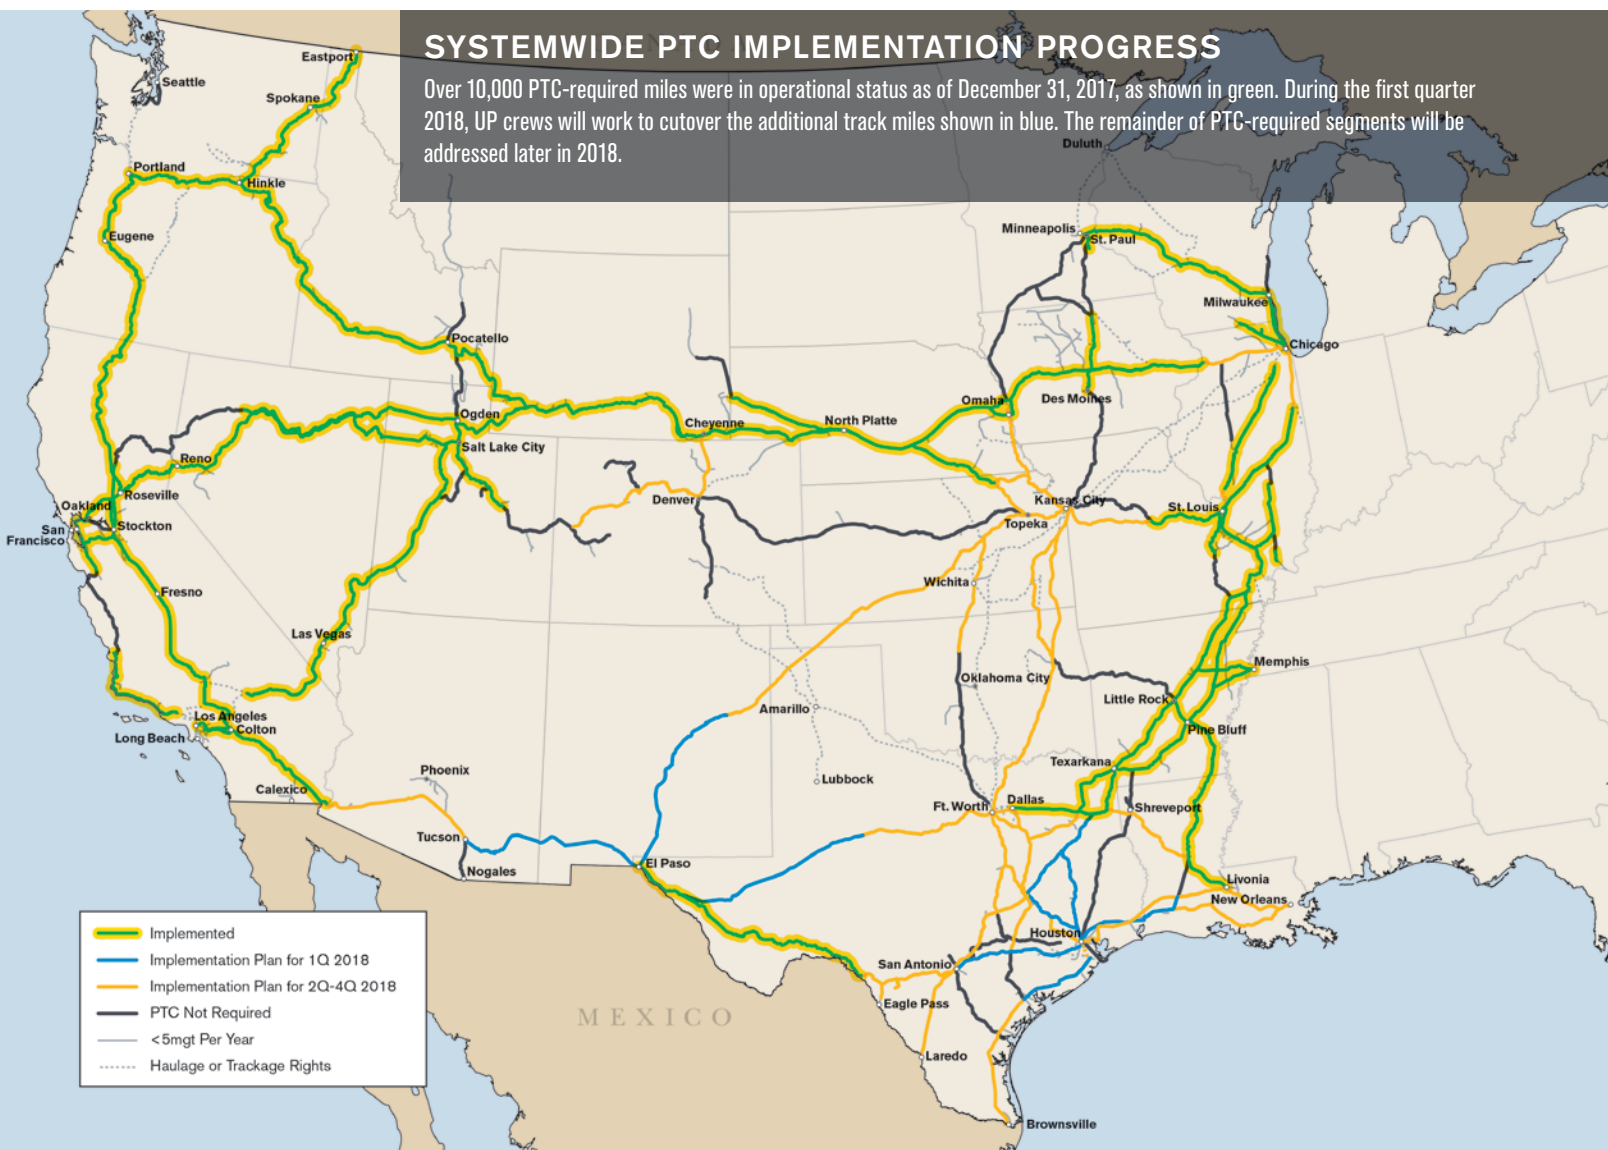 SYSTEMWIDE PTC IMPLEMENTATION PROGRESS
Over 10,000 PTC-required miles were in operational status as of December 31, 2017, as shown in green. During the first quarter
2018, UP crews will work to cutover the additional track miles shown in blue. The remainder of PTC-required segments will be
addressed later in 2018.
Eastport
Seattle
Spokane
Duluth
Portland
Hinkle
Minneapolis
St. Paul
Eugene
Milwaukee
Pocatello
Chicago
Omaha
Des Moines
Ogden
Cheyenne
North Platte
Salt Lake City
Reno
Roseville
Denver
Kansas City
Oakland
St. Louis
Stockton
Topeka
San
Francisco
Wichita
Fresno
Las Vegas
Memphis
Oklahoma City
Little Rock
Amarillo
Los Angeles
Colton
Pine Bluff
Long Beach
Texarkana
Phoenix
Lubbock
Calexico
Ft. Worth
Dallas
Shreveport
Tucson
El Paso
Nogales
Livonia
New Orleans
Houston
San Antonio
Eagle Pass
MEXICO
Laredo
Brownsville
Implemented
Implementation Plan for 1Q 2018
Implementation Plan for 2Q-4Q 2018
PTC Not Required
<5mgt Per Year
Haulage or Trackage Rights